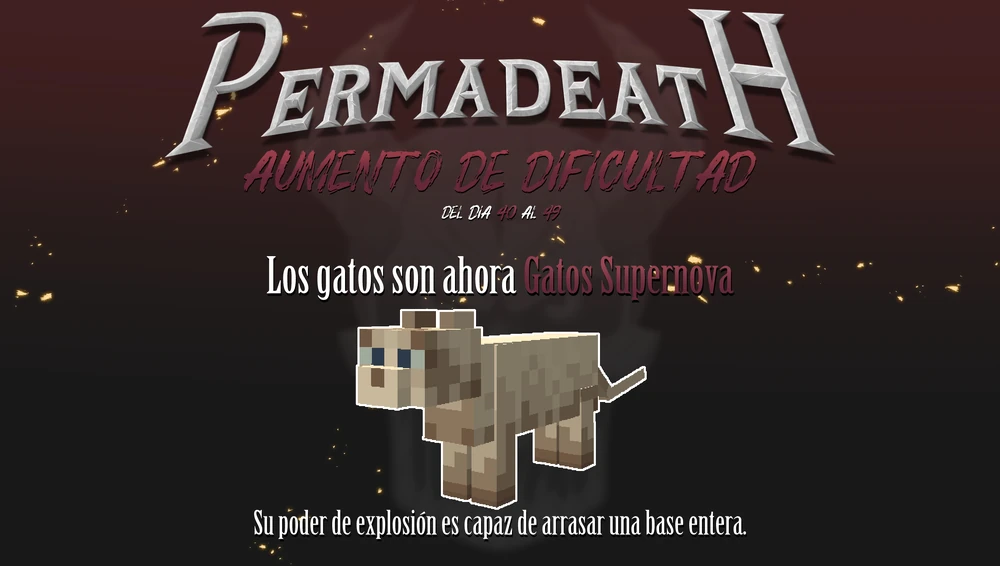 PERMADEATH
AUMENTO DE DIFICULTAD
DEL DIA 40 AL 49
Los gatos son ahora Gatos Supernova
Su poder de explosión es capaz de arrasar una base entera.